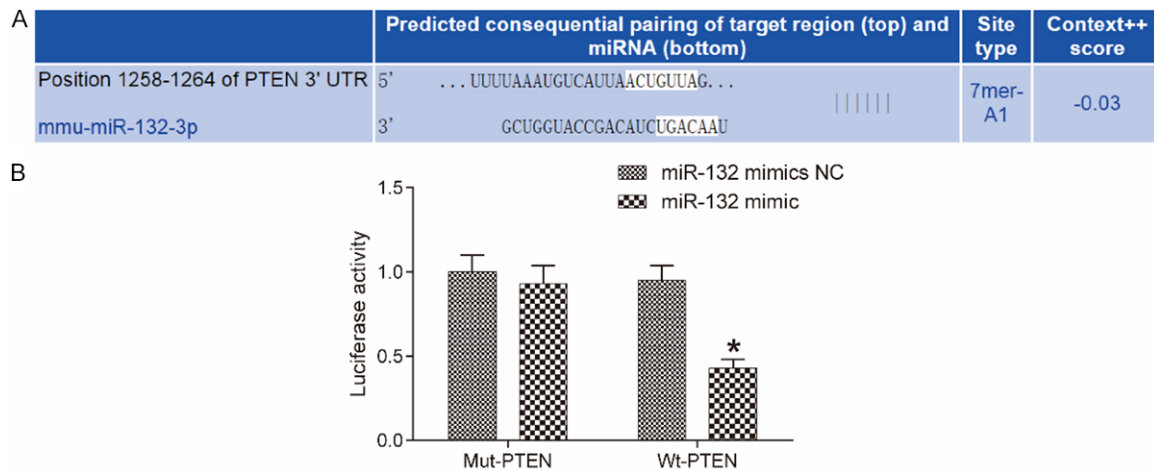 A
Predicted consequential pairing of target region (top) and miRNA (bottom)
Site type
Context++ score
Position 1258-1264 of PTEN 3' UTR 5' ...UUUUAAAUGUCAUUAACUGUUAG...
mmu-miR-132-3p 3' GCUGGUACCGACAUCUGACAAU
7mer-A1
-0.03
B
miR-132 mimics NC
miR-132 mimic
Luciferase activity
1.5
1.0
0.5
0.0
*
Mut-PTEN
Wt-PTEN